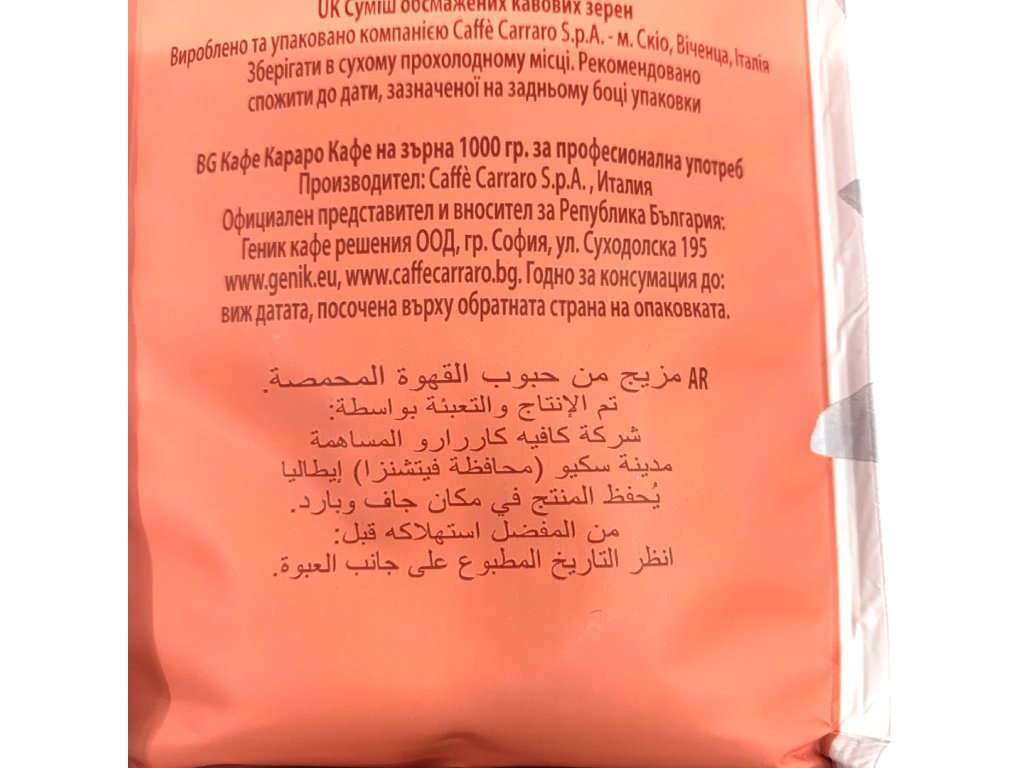 UK Суміш обсмажених кавових зерен
Вироблено та упаковано компанією Caffè Carraro S.p.A. - м. Скіо, Віченца, Італія
Зберігати в сухому прохолодному місці. Рекомендовано
спожити до дати, зазначеної на задньому боці упаковки
BG Кафе Караро Кафе на зърна 1000 гр. за професионална употреб
Производител: Caffè Carraro S.p.A. , Италия
Официален представител и вносител за Република България:
Геник кафе решения ООД, гр. София, ул. Суходолска 195
www.genik.eu, www.caffecarraro.bg. Годно за консумация до:
виж датата, посочена върху обратната страна на опаковката.
AR مزيج من حبوب القهوة المحمصة.
تم الإنتاج والتعبئة بواسطة:
شركة كافيه كاررارو المساهمة
مدينة سكيو (محافظة فيتشنزا) إيطاليا
يُحفظ المنتج في مكان جاف وبارد.
من المفضل استهلاكه قبل:
انظر التاريخ المطبوع على جانب العبوة.